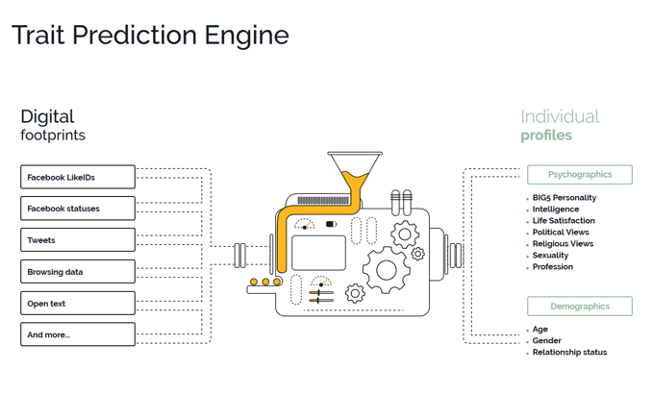 Trait Prediction Engine
Digital
footprints
Facebook LikeIDs
Facebook statuses
Tweets
Browsing data
Open text
And more...
Individual
profiles
Psychographics
BIG5 Personality
Intelligence
Life Satisfaction
Political Views
Religious Views
Sexuality
Profession
Demographics
Age
Gender
Relationship status